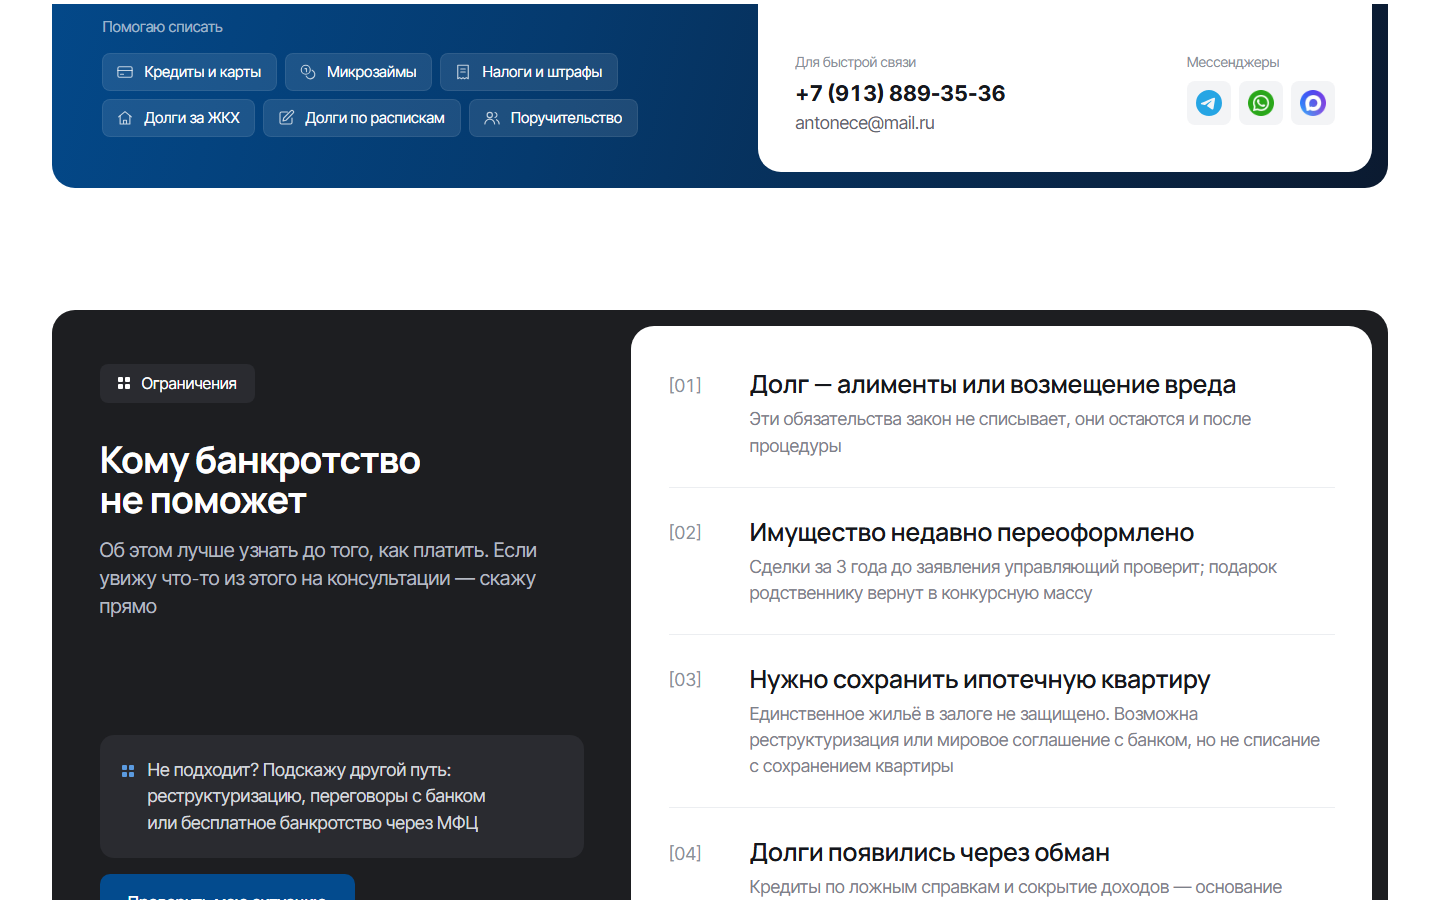 Помогаю списать
Кредиты и карты
Микрозаймы
Налоги и штрафы
Долги за ЖКХ
Долги по распискам
Поручительство
Для быстрой связи
+7 (913) 889-35-36
antonece@mail.ru
Мессенджеры
Ограничения
Кому банкротство
не поможет
Об этом лучше узнать до того, как платить. Если
увижу что-то из этого на консультации — скажу
прямо
Не подходит? Подскажу другой путь:
реструктуризацию, переговоры с банком
или бесплатное банкротство через МФЦ
Проверить мою ситуацию
[01]
Долг — алименты или возмещение вреда
Эти обязательства закон не списывает, они остаются и после
процедуры
[02]
Имущество недавно переоформлено
Сделки за 3 года до заявления управляющий проверит; подарок
родственнику вернут в конкурсную массу
[03]
Нужно сохранить ипотечную квартиру
Единственное жильё в залоге не защищено. Возможна
реструктуризация или мировое соглашение с банком, но не списание
с сохранением квартиры
[04]
Долги появились через обман
Кредиты по ложным справкам и сокрытие доходов — основание